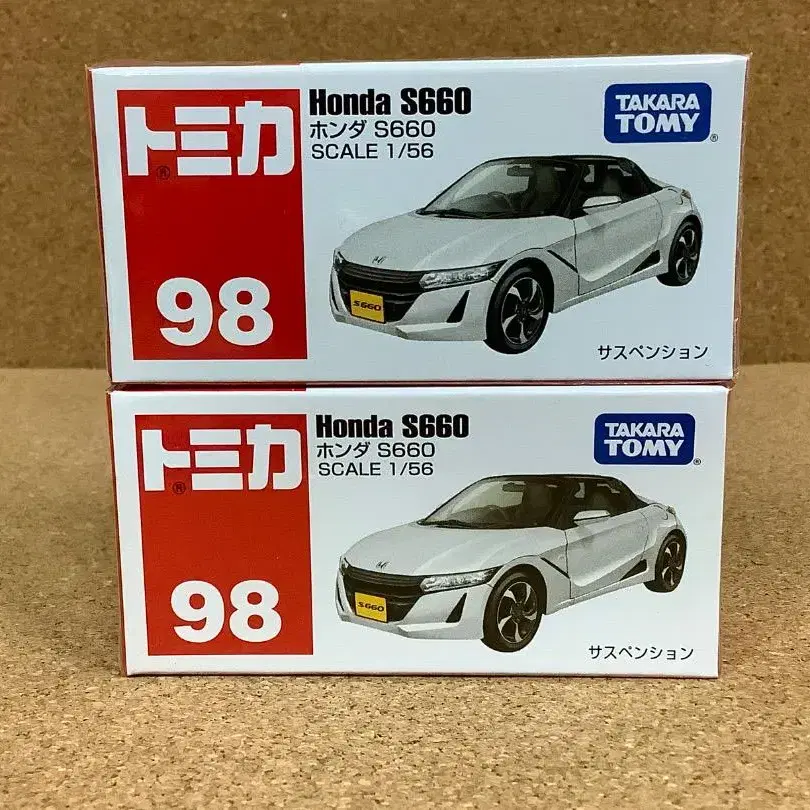 トミカ
®
98
Honda S660
ホンダ S660
SCALE 1/56
TAKARA
TOMY
®
S660
サスペンション
トミカ
®
98
Honda S660
ホンダ S660
SCALE 1/56
TAKARA
TOMY
®
S660
サスペンション